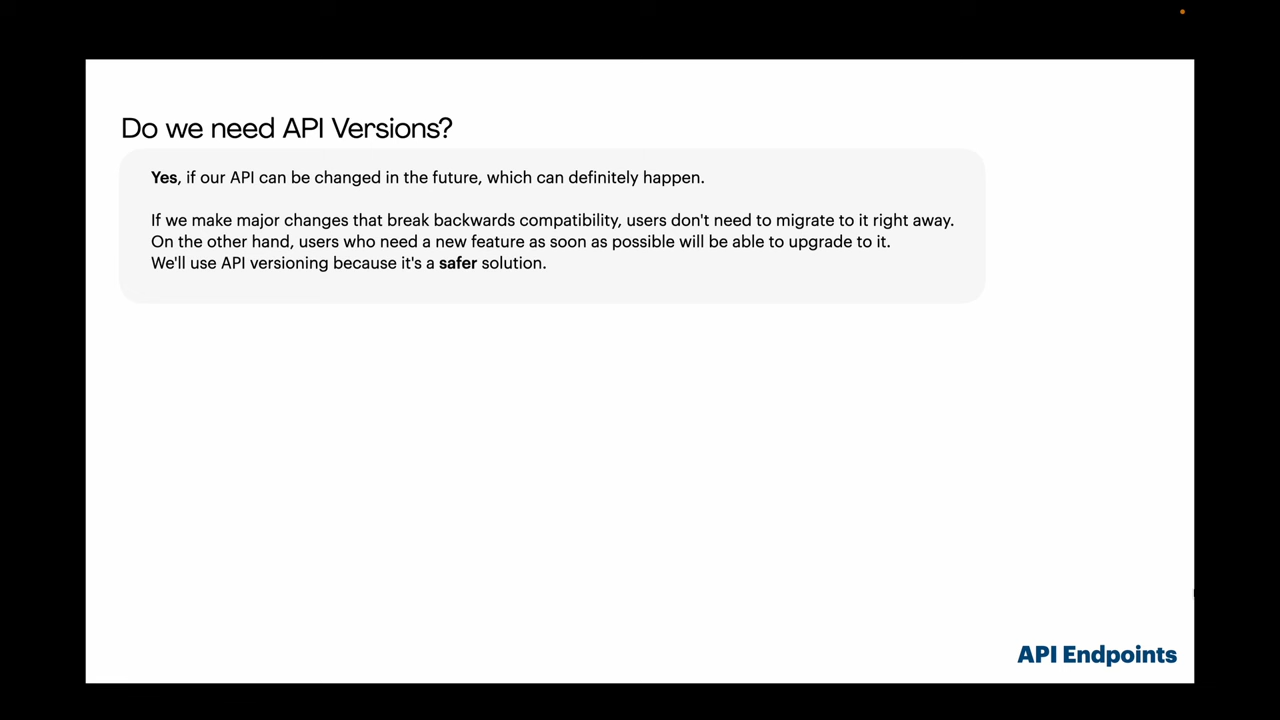 Do we need API Versions?
Yes, if our API can be changed in the future, which can definitely happen.
If we make major changes that break backwards compatibility, users don't need to migrate to it right away.
On the other hand, users who need a new feature as soon as possible will be able to upgrade to it.
We'll use API versioning because it's a safer solution.
API Endpoints